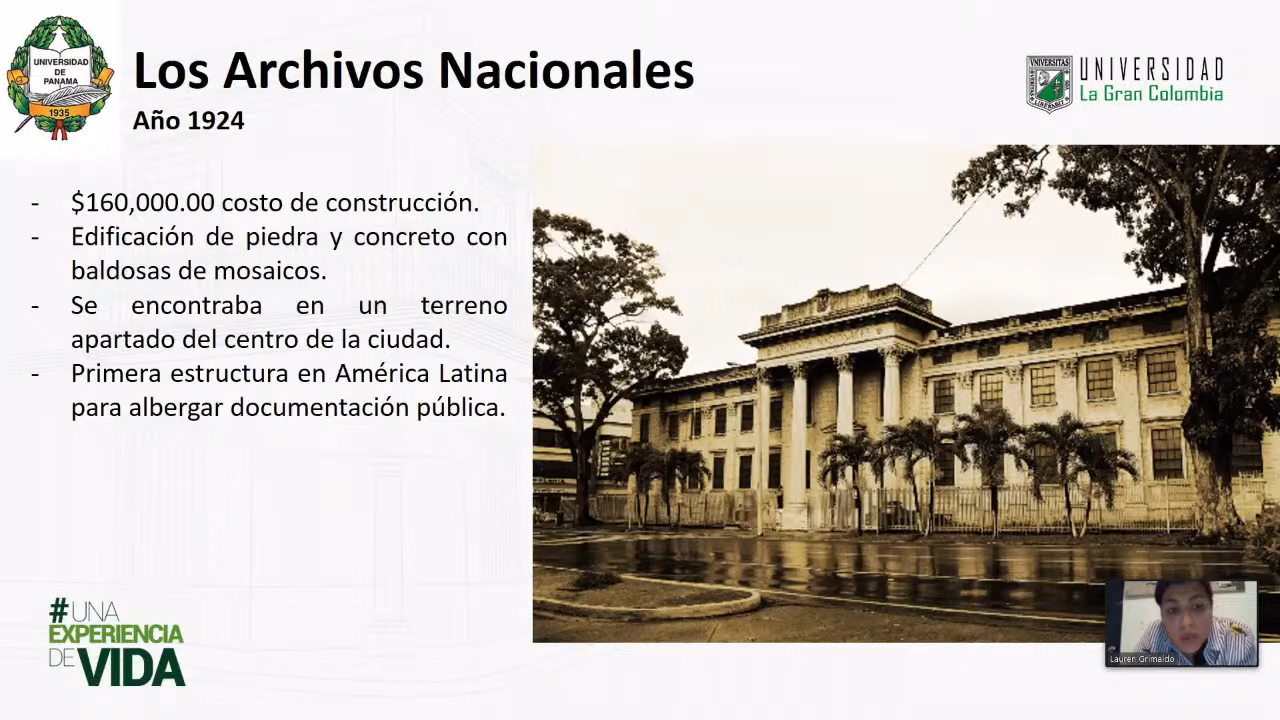 Los Archivos Nacionales
Año 1924
UNIVERSIDAD
DE
PANAMA
1935
UNIVERSITAS
LIBERTAS
UNIVERSIDAD
La Gran Colombia
- $160,000.00 costo de construcción.
- Edificación de piedra y concreto con
baldosas de mosaicos.
- Se encontraba en un terreno
apartado del centro de la ciudad.
- Primera estructura en América Latina
para albergar documentación pública.
#UNA
EXPERIENCIA
DE VIDA
Lauren Grimaldo